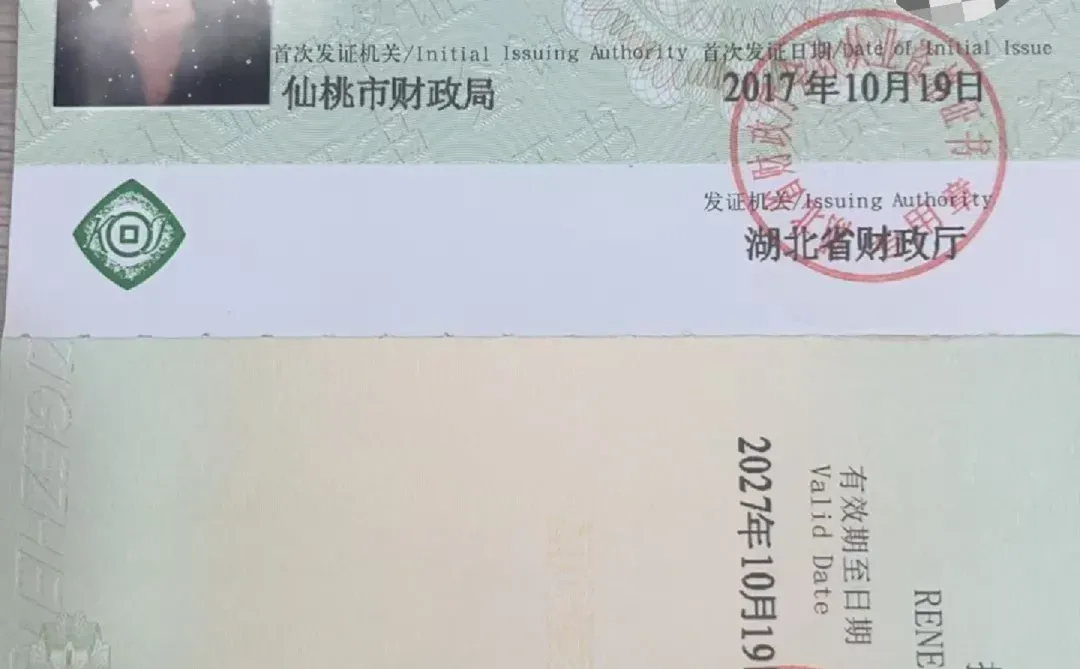 首次发证机关/Initial Issuing Authority 首次发证日期/Date of Initial Issue
仙桃市财政局 2017年10月19日
发证机关/Issuing Authority
湖北省财政厅
RENE
有效期至日期
Valid Date
2027年10月19